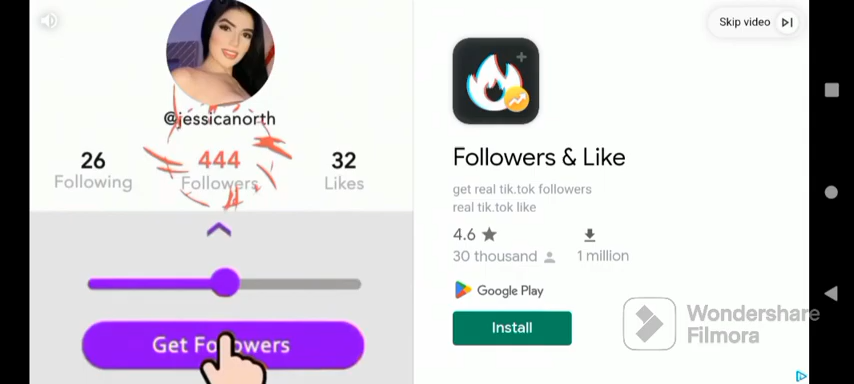 @jessicanorth
26
444
32
Following
Followers
Likes
Get Followers
Skip video
Followers & Like
get real tik.tok followers
real tik.tok like
4.6
30 thousand
1 million
Google Play
Install
Wondershare
Filmora